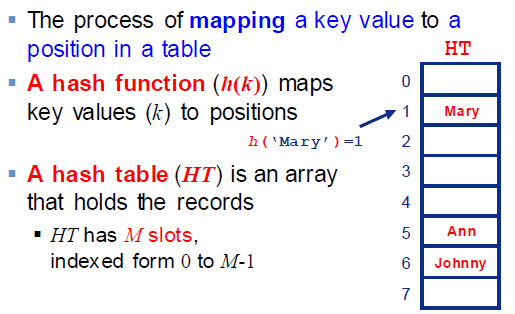 The process of mapping a key value to a
position in a table
A hash function (h(k)) maps
key values (k) to positions
h(‘Mary’)=1
A hash table (HT) is an array
that holds the records
HT has M slots,
indexed form 0 to M-1
HT
0
1 Mary
2
3
4
5 Ann
6 Johnny
7